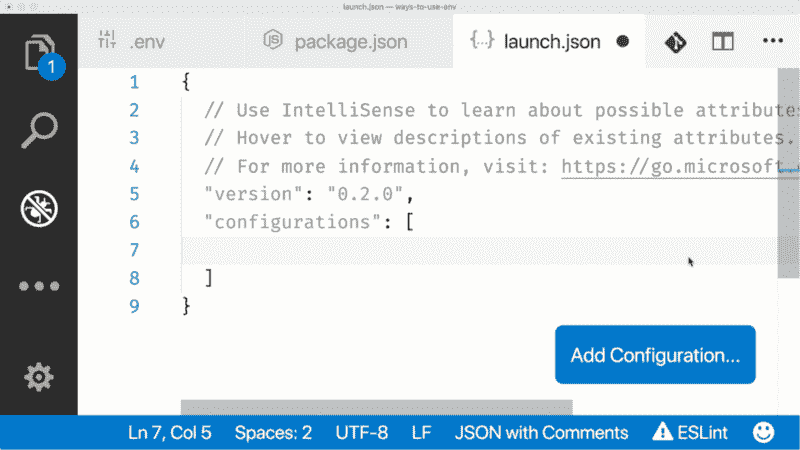 launch.json — ways-to-use-env
.env
package.json
{..} launch.json
1
1 {
2 // Use IntelliSense to learn about possible attributes
3 // Hover to view descriptions of existing attributes.
4 // For more information, visit: https://go.microsoft.
5 "version": "0.2.0",
6 "configurations": [
7
8 ]
9 }
Add Configuration...
Ln 7, Col 5 Spaces: 2 UTF-8 LF JSON with Comments ESLint